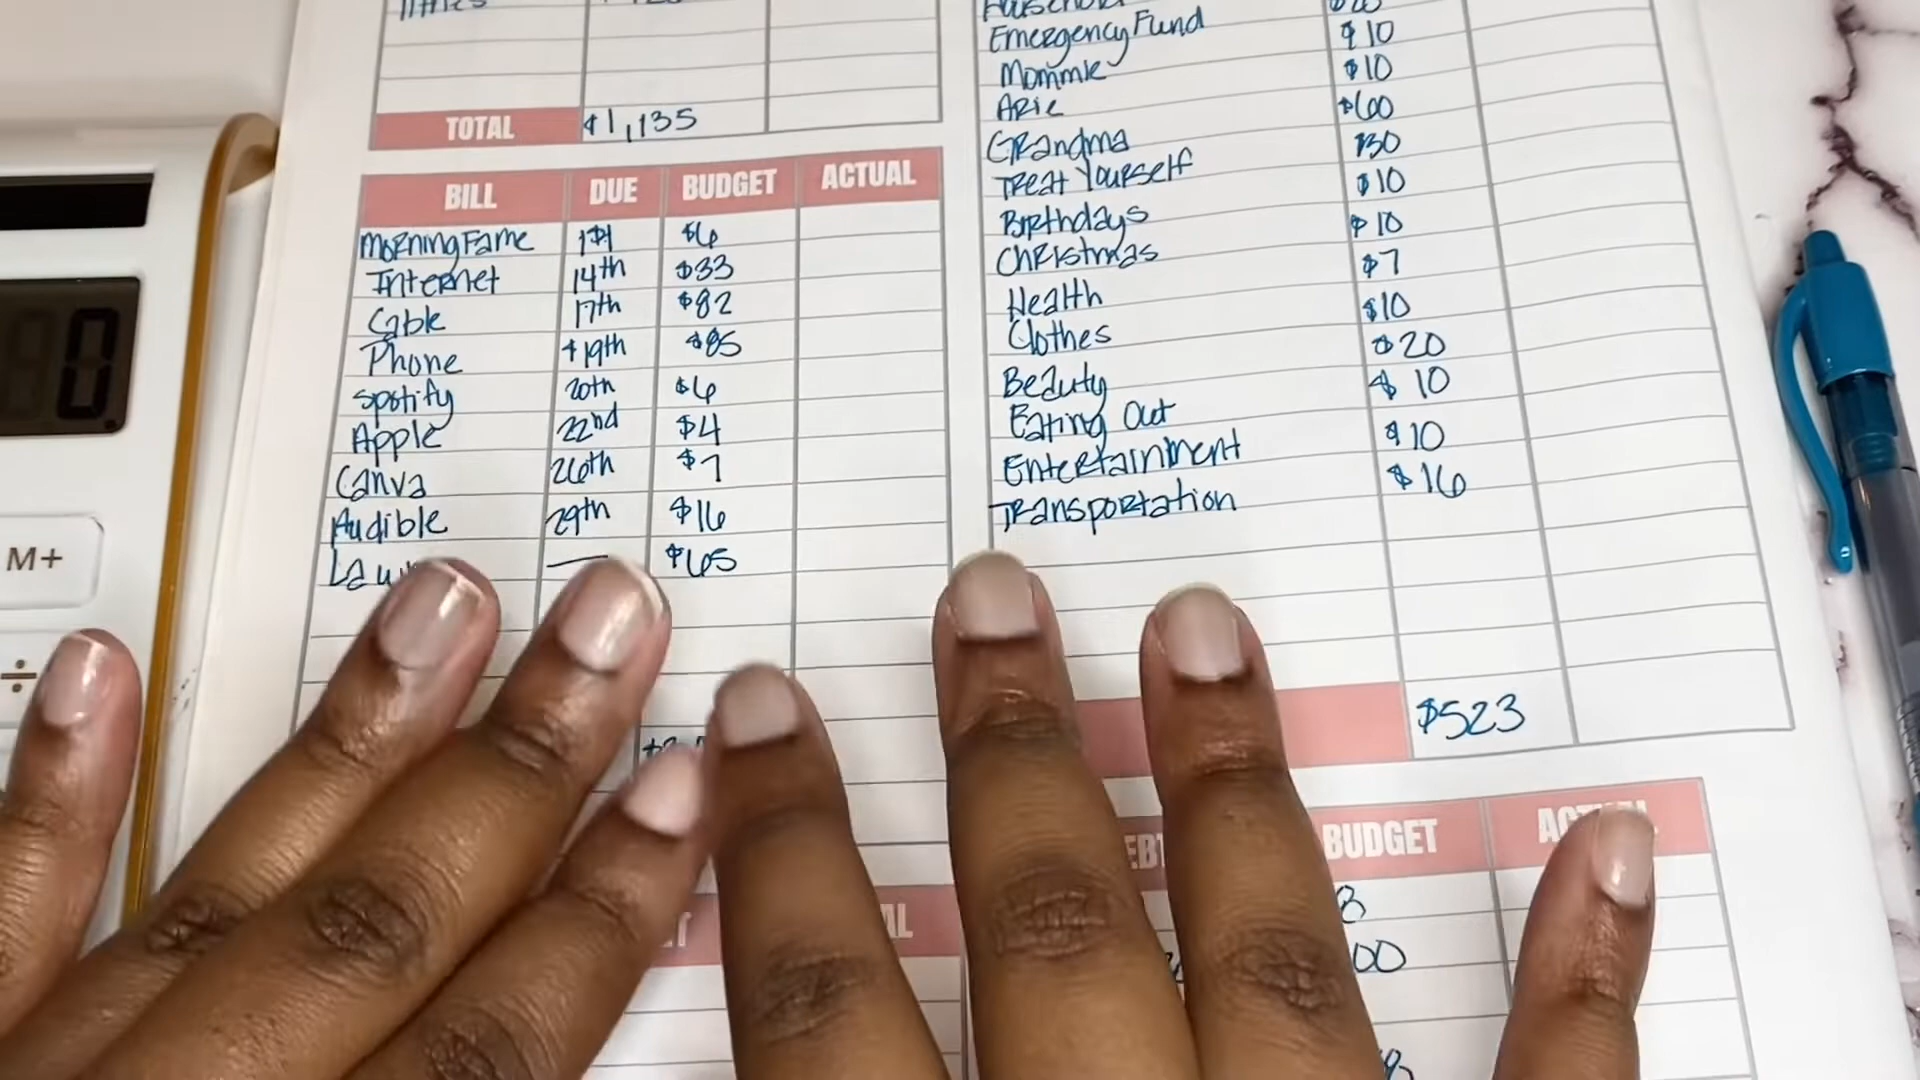 TOTAL $1,135
BILL DUE BUDGET ACTUAL
Morning Fame 1st $6
Internet 14th $33
Cable 17th $82
Phone 19th $85
Spotify 20th $6
Apple 22nd $4
Canva 26th $7
Audible 29th $16
— $65
Household
Emergency Fund $20
Mommie $10
Arie $10
Grandma $60
Treat Yourself $30
Birthdays $10
Christmas $10
Health $7
Clothes $10
Beauty $20
Eating Out $10
Entertainment $10
Transportation $16
$523
BUDGET
M+
÷
0